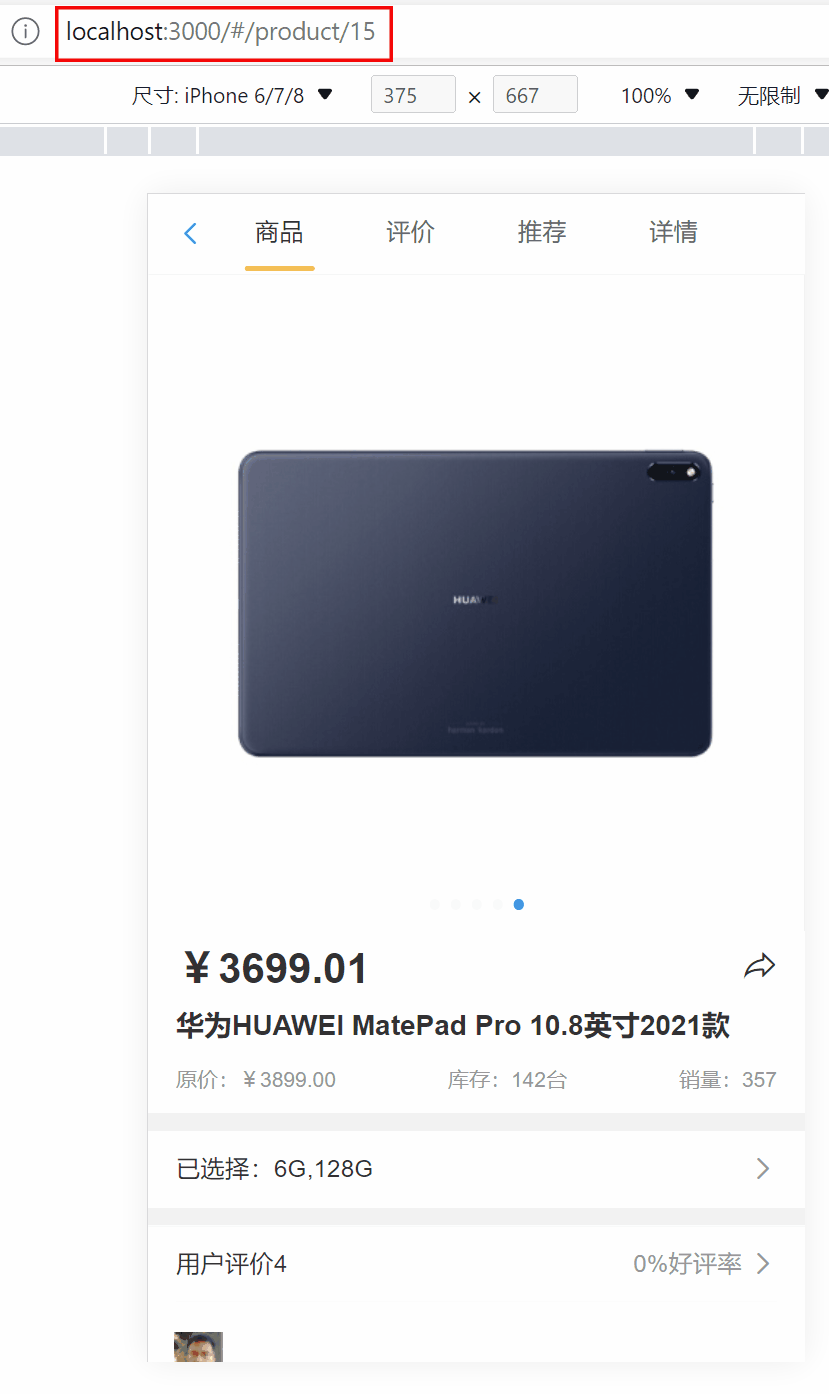 localhost:3000/#/product/15
尺寸: iPhone 6/7/8 375 × 667 100% 无限制
商品 评价 推荐 详情
HUAWEI
￥3699.01
华为HUAWEI MatePad Pro 10.8英寸2021款
原价：￥3899.00 库存：142台 销量：357
已选择：6G,128G
用户评价4 0%好评率